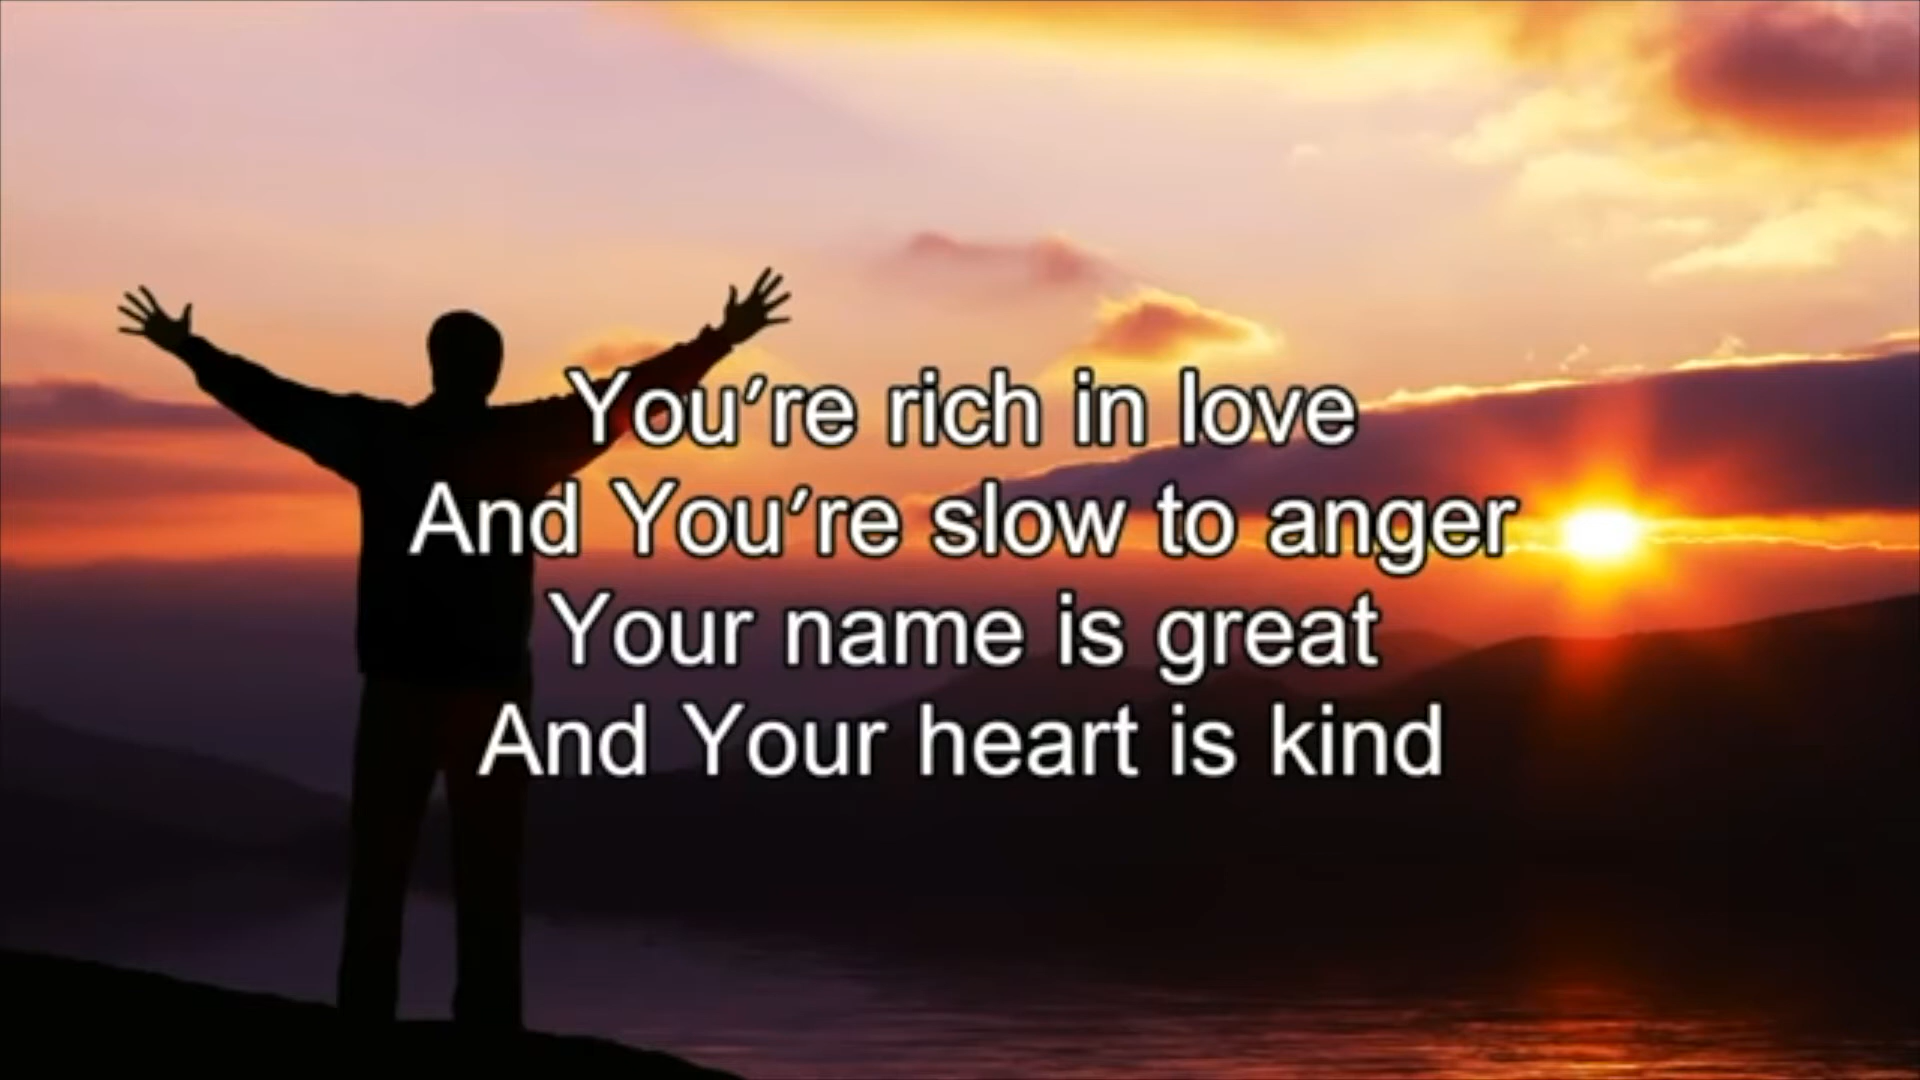 You're rich in love
And You're slow to anger
Your name is great
And Your heart is kind